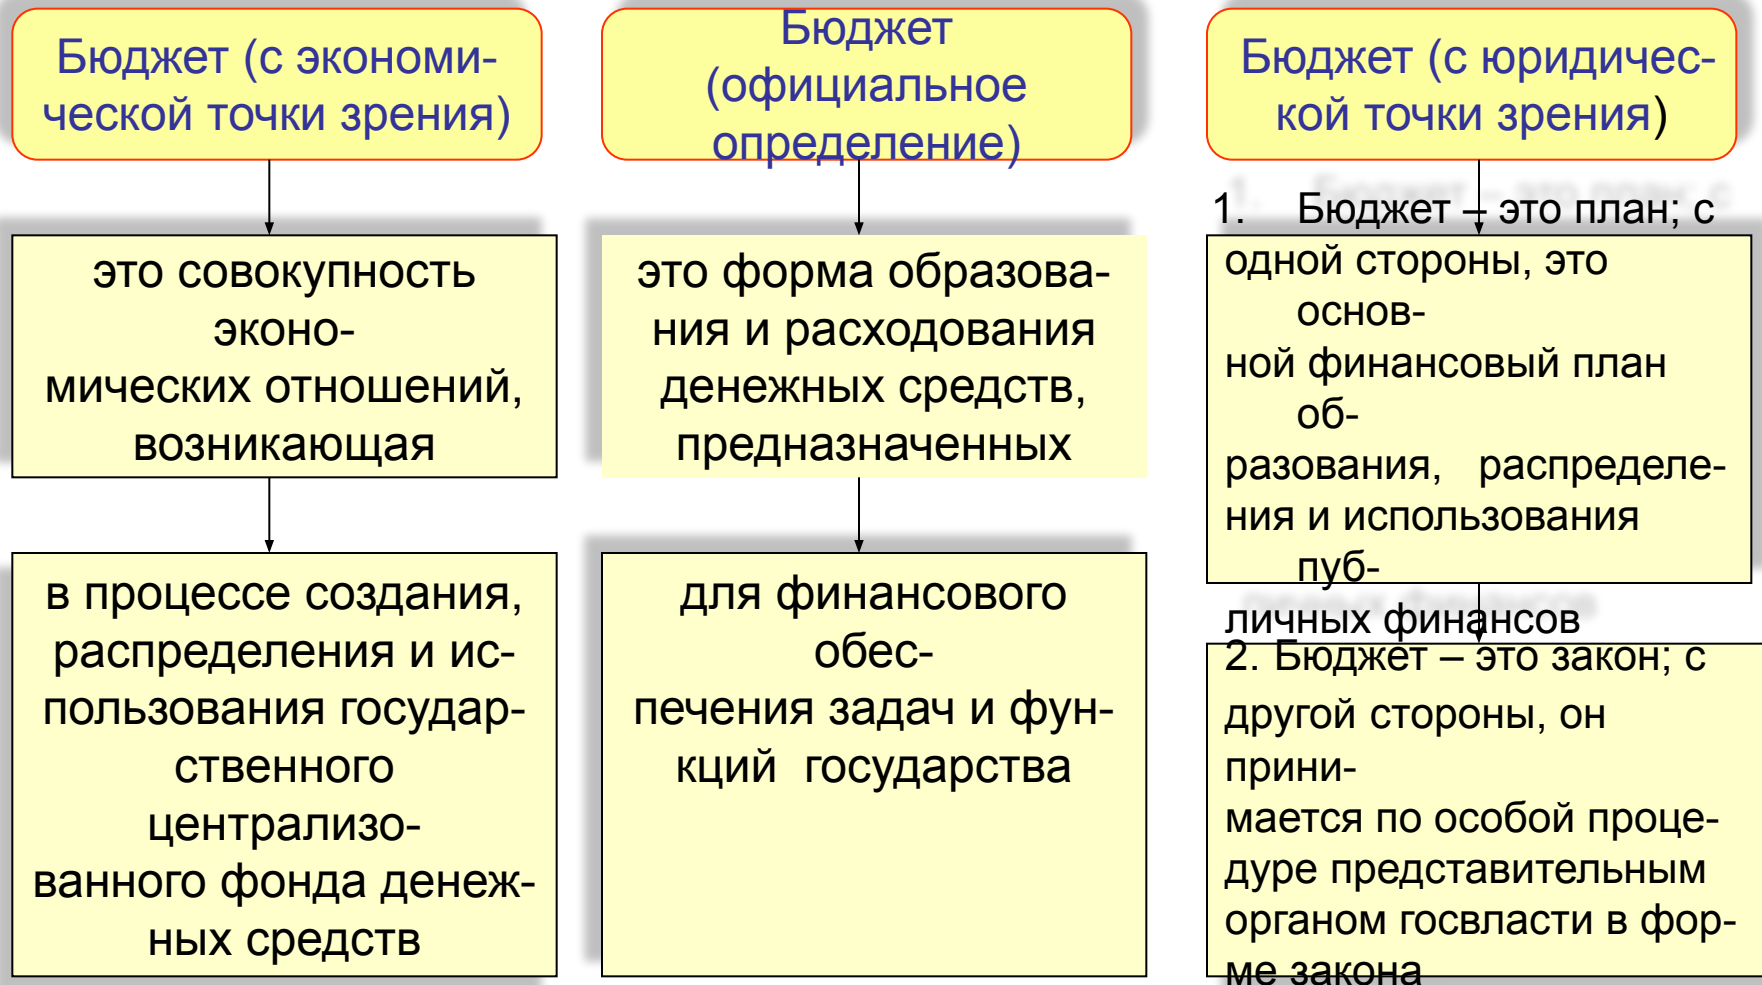 Бюджет (с экономи-
ческой точки зрения)
это совокупность
эконо-
мических отношений,
возникающая
в процессе создания,
распределения и ис-
пользования государ-
ственного
централизо-
ванного фонда денеж-
ных средств
Бюджет
(официальное
определение)
это форма образова-
ния и расходования
денежных средств,
предназначенных
для финансового
обес-
печения задач и фун-
кций государства
Бюджет (с юридичес-
кой точки зрения)
1. Бюджет – это план; с
одной стороны, это
основ-
ной финансовый план
об-
разования, распределе-
ния и использования
пуб-
личных финансов
2. Бюджет – это закон; с
другой стороны, он
прини-
мается по особой проце-
дуре представительным
органом госвласти в фор-
ме закона